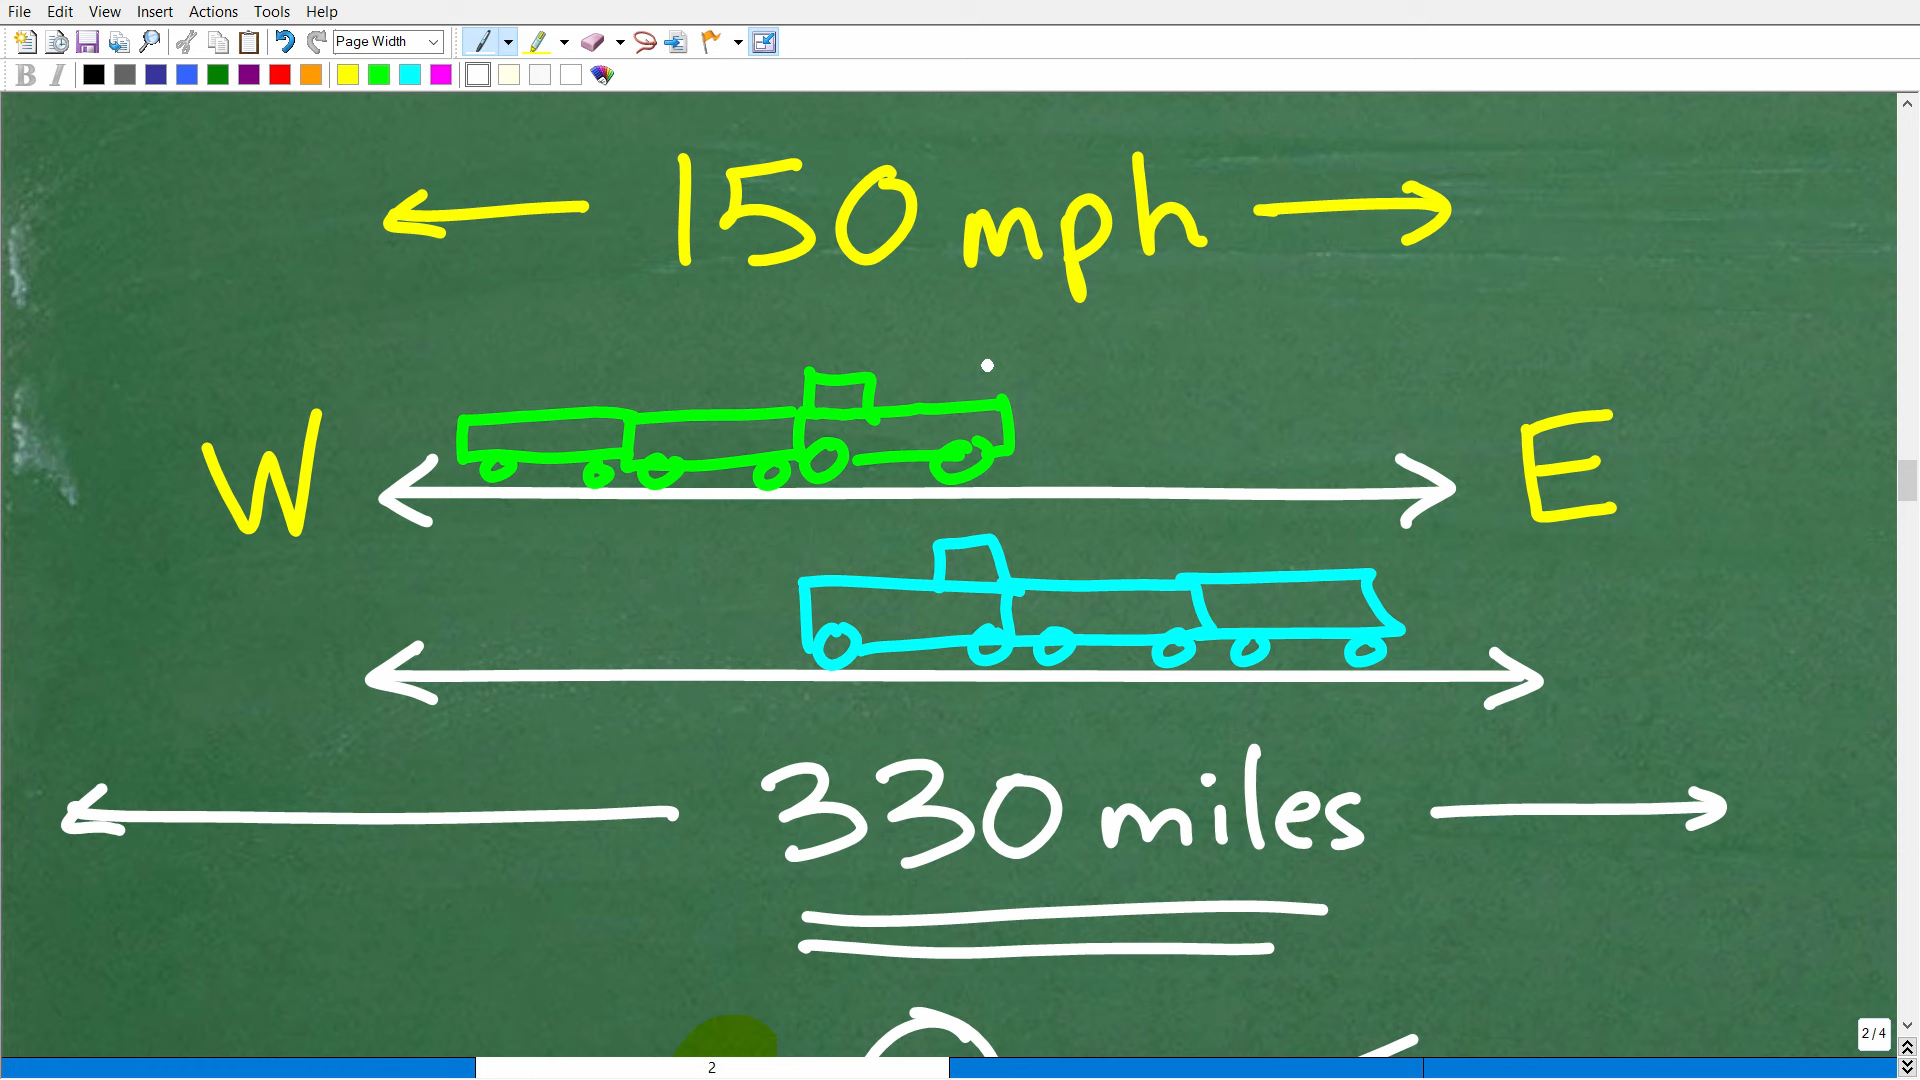 File Edit View Insert Actions Tools Help
Page Width
B I
150 mph
W E
330 miles
2 / 4
2